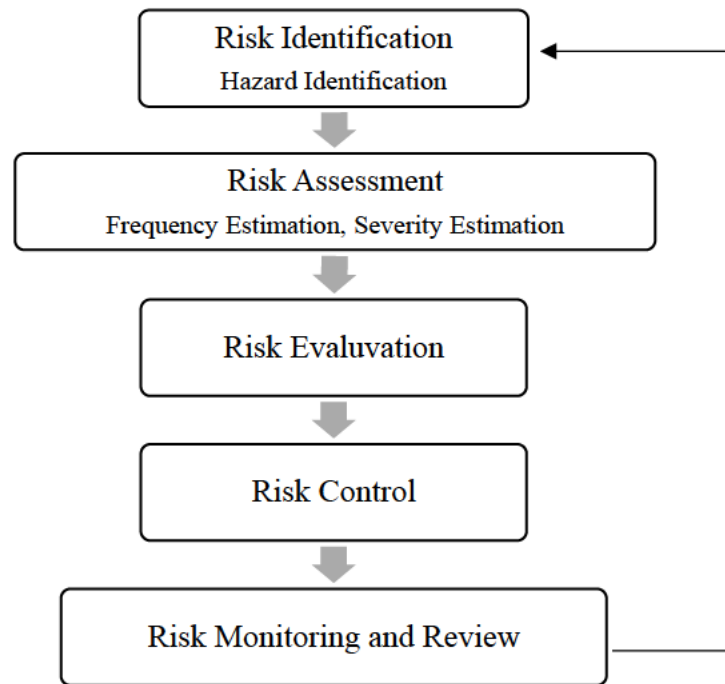 Risk Identification
Hazard Identification
Risk Assessment
Frequency Estimation, Severity Estimation
Risk Evaluvation
Risk Control
Risk Monitoring and Review